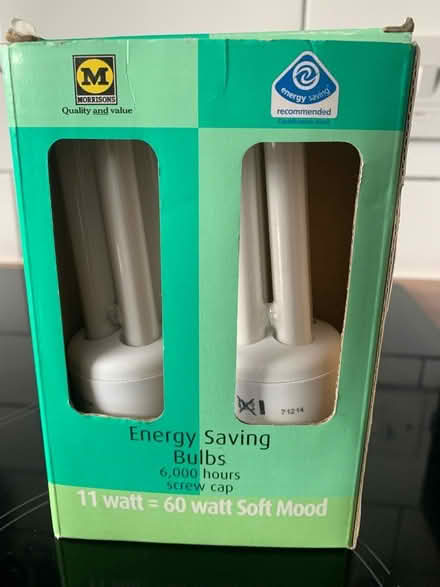 M
MORRISONS
Quality and value
energy saving
recommended
71214
Energy Saving
Bulbs
6,000 hours
screw cap
11 watt = 60 watt Soft Mood